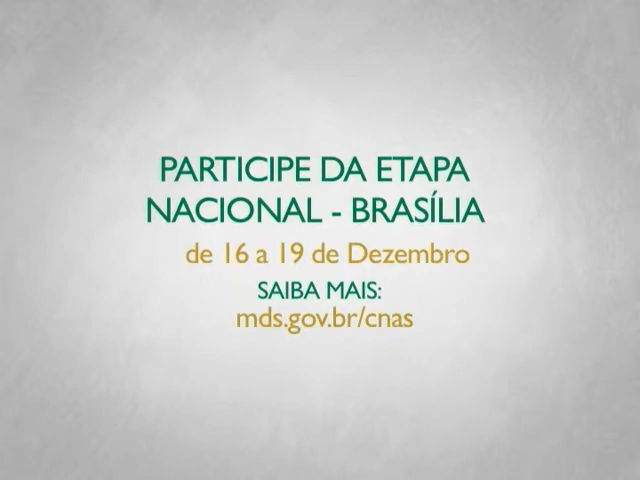 PARTICIPE DA ETAPA
NACIONAL - BRASÍLIA
de 16 a 19 de Dezembro
SAIBA MAIS:
mds.gov.br/cnas